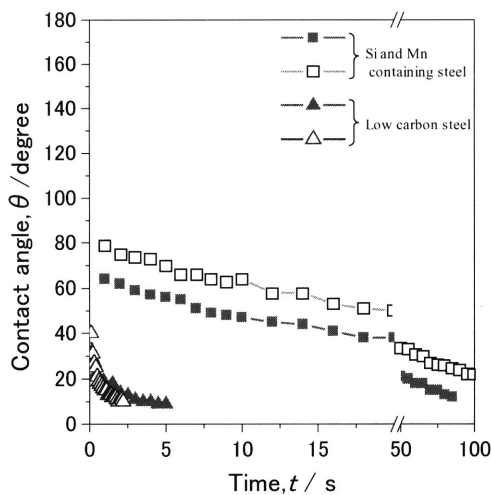 180
160
140
120
100
80
60
40
20
0
Contact angle, θ / degree
Si and Mn
containing steel
Low carbon steel
0 5 10 15 50 100
Time, t / s